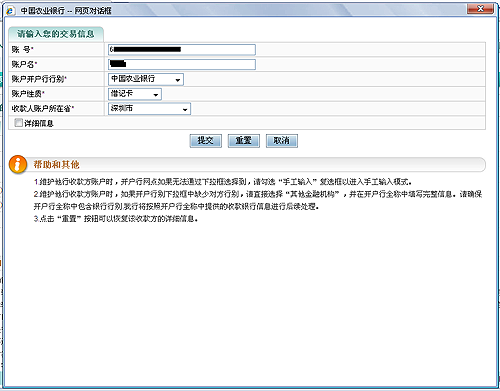 中国农业银行 -- 网页对话框
请输入您的交易信息
账 号* 6
账户名*
账户开户行行别* 中国农业银行
账户性质* 借记卡
收款人账户所在省* 深圳市
详细信息
提交 重置 取消
帮助和其他
1.维护他行收款方账户时，开户行网点如果无法通过下拉框选择到，请勾选“手工输入”复选框以进入手工输入模式。
2.维护他行收款方账户时，如果开户行别下拉框中缺少对方行别，请直接选择“其他金融机构”，并在开户行全称中填写完整信息。请确保
开户行全称中包含银行行别,我行将按照开户行全称中提供的收款银行信息进行后续处理。
3.点击“重置”按钮可以恢复该收款方的详细信息。